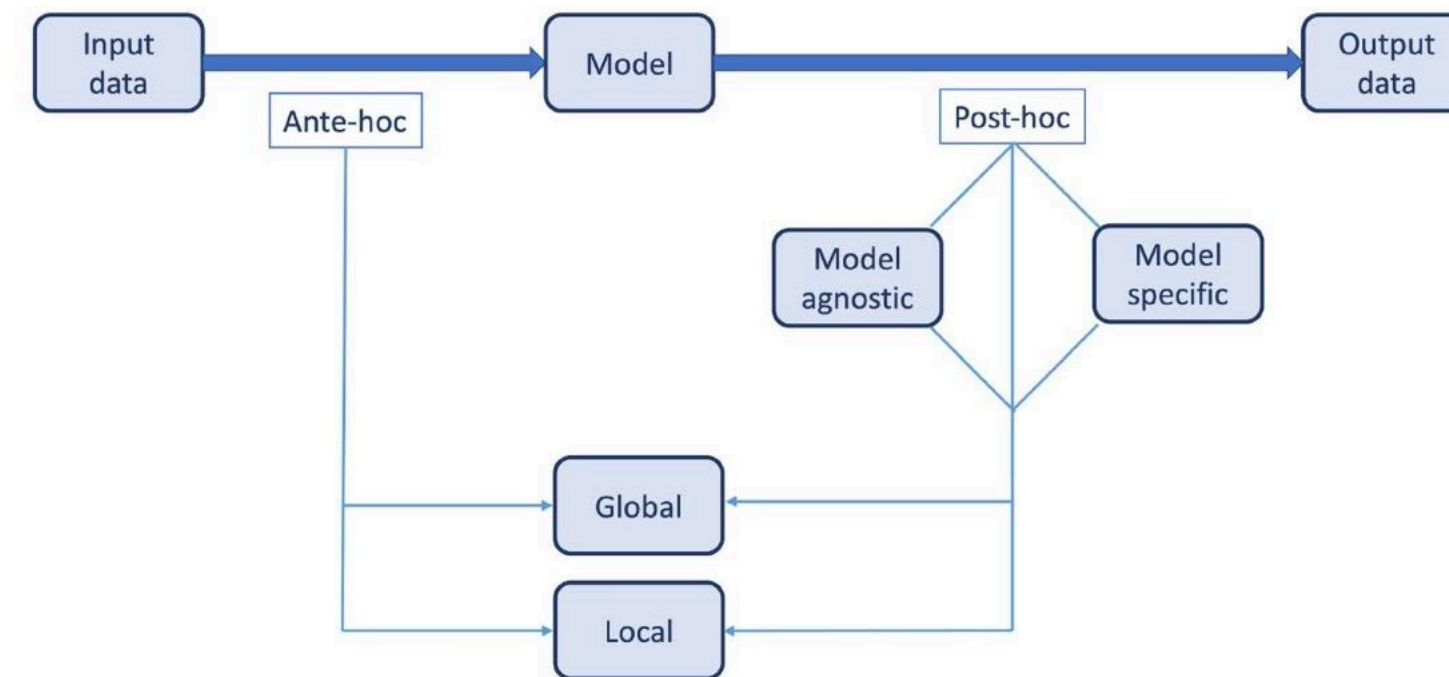 Input
data
Model
Output
data
Ante-hoc
Post-hoc
Model
agnostic
Model
specific
Global
Local